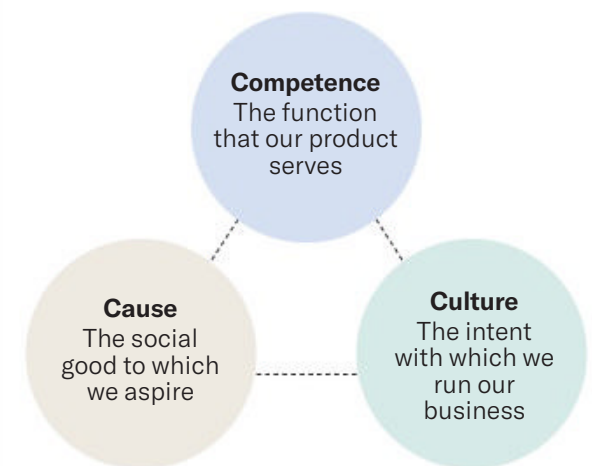 Competence
The function
that our product
serves
Cause
The social
good to which
we aspire
Culture
The intent
with which we
run our
business